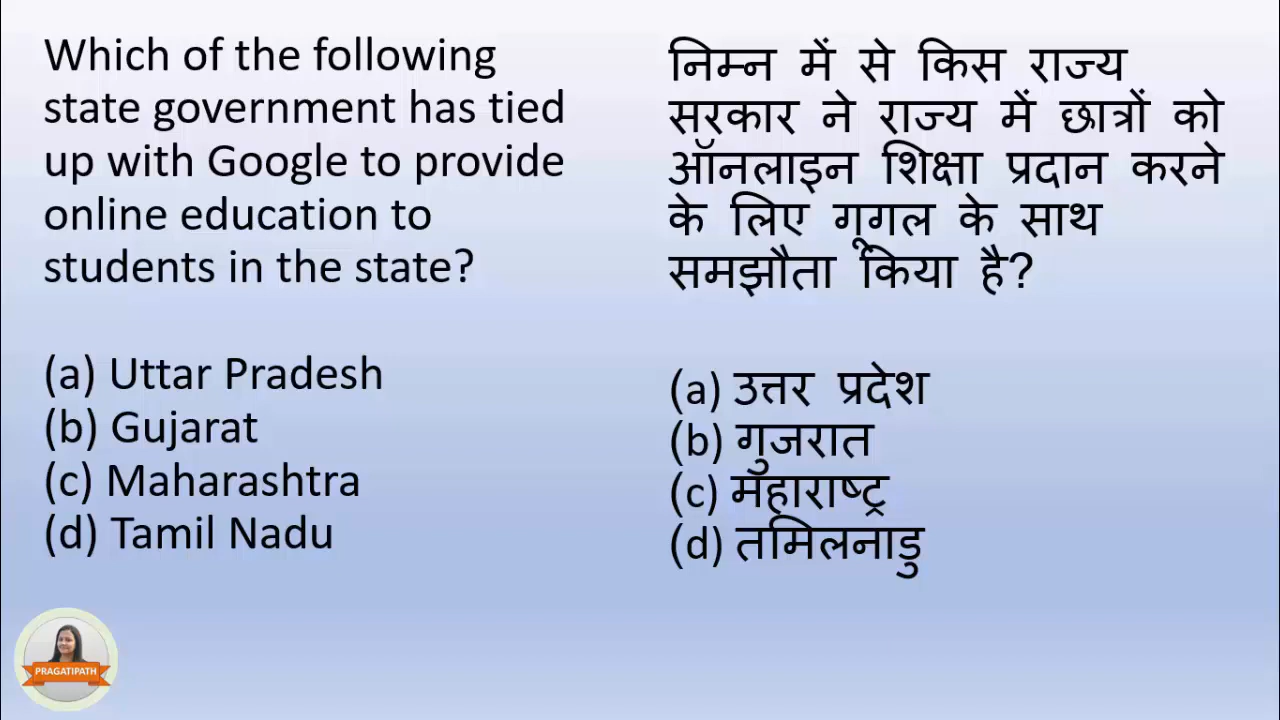 Which of the following
state government has tied
up with Google to provide
online education to
students in the state?
(a) Uttar Pradesh
(b) Gujarat
(c) Maharashtra
(d) Tamil Nadu
निम्न में से किस राज्य
सरकार ने राज्य में छात्रों को
ऑनलाइन शिक्षा प्रदान करने
के लिए गूगल के साथ
समझौता किया है?
(a) उत्तर प्रदेश
(b) गुजरात
(c) महाराष्ट्र
(d) तमिलनाडु
PRAGATIPATH